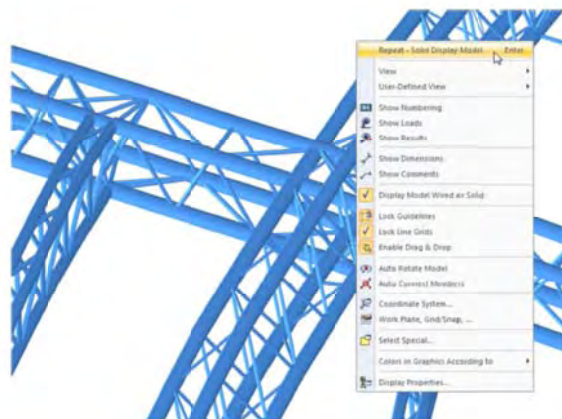 Repeat - Solid Display Model Enter
View
User-Defined View
Show Numbering
Show Loads
Show Results
Show Dimensions
Show Comments
Display Model Wired or Solid
Lock Guidelines
Lock Line Grids
Enable Drag & Drop
Auto Rotate Model
Auto Connect Members
Coordinate System...
Work Plane, Grid/Snap, ...
Select Special...
Colors in Graphics According to
Display Properties...